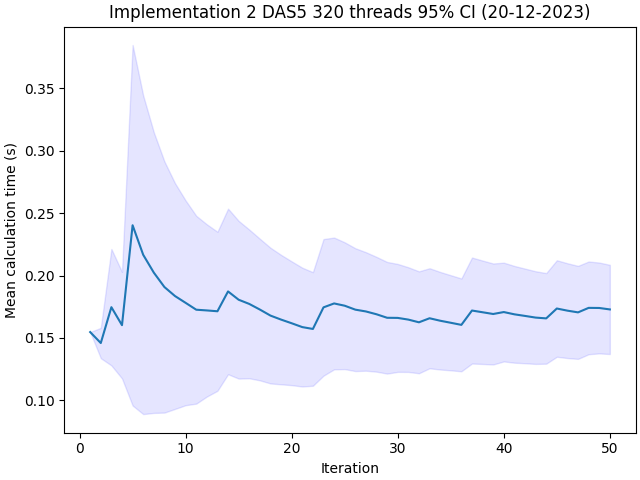 Implementation 2 DAS5 320 threads 95% CI (20-12-2023)
0.35
0.30
0.25
0.20
0.15
0.10
Mean calculation time (s)
0 10 20 30 40 50
Iteration